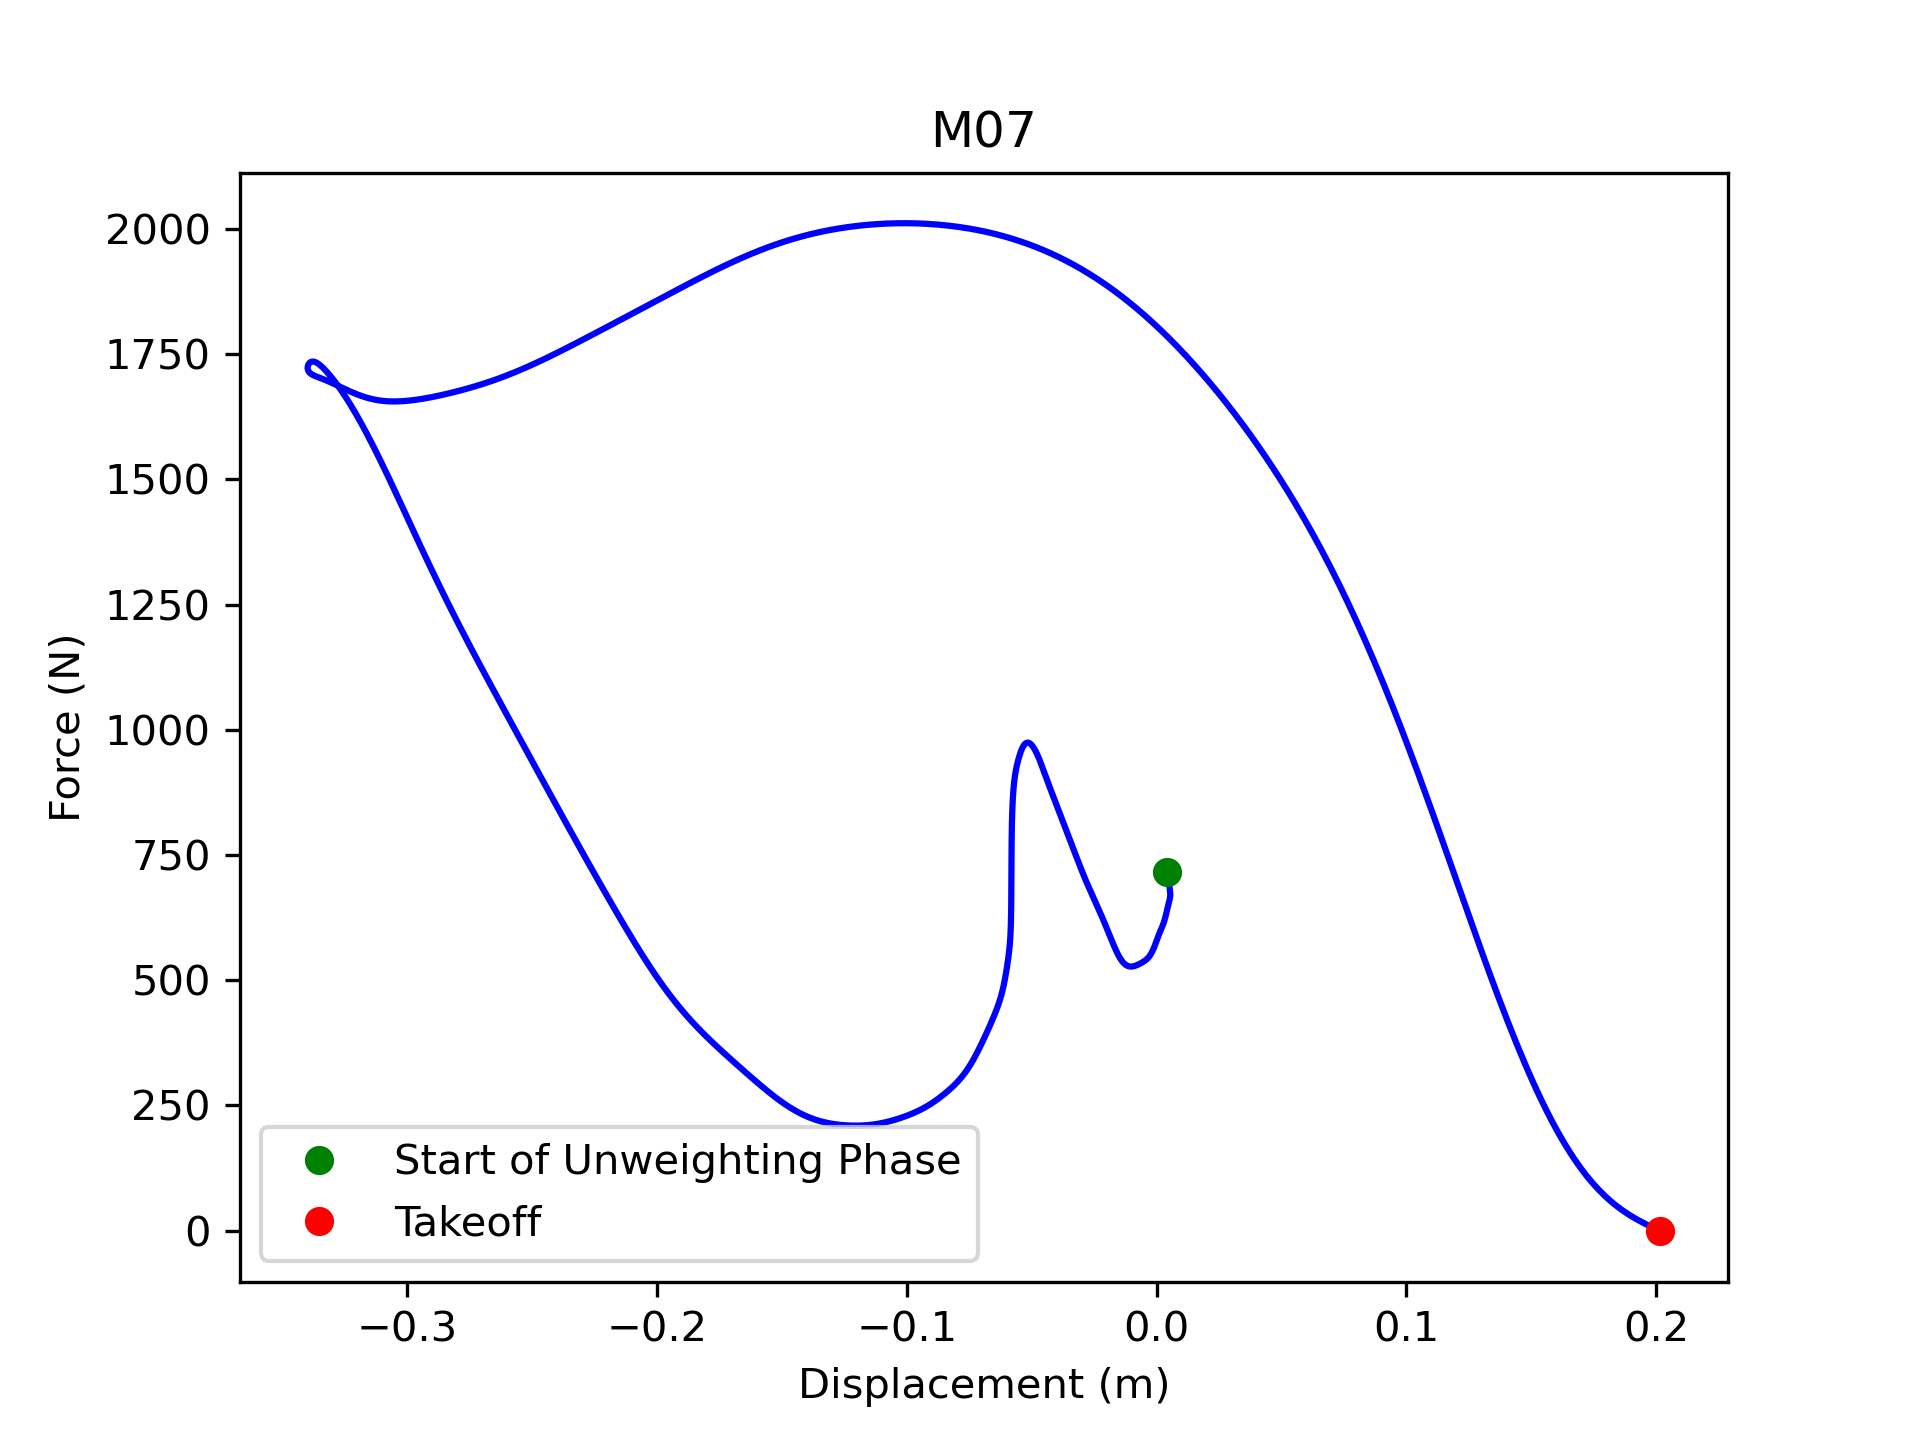 M07
2000
1750
1500
1250
1000
750
500
250
0
Force (N)
Start of Unweighting Phase
Takeoff
−0.3 −0.2 −0.1 0.0 0.1 0.2
Displacement (m)